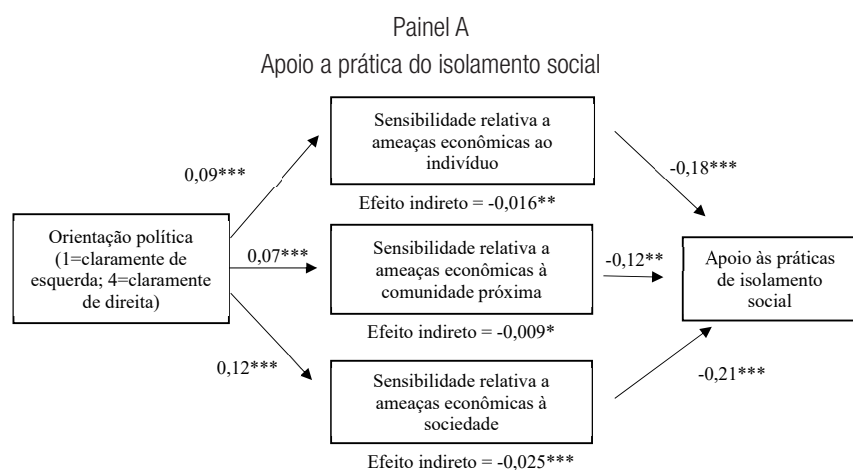 Painel A
Apoio a prática do isolamento social
Sensibilidade relativa a
ameaças econômicas ao
indivíduo
0,09***
-0,18***
Efeito indireto = -0,016**
Orientação política
(1=claramente de
esquerda; 4=claramente
de direita)
0,07***
Sensibilidade relativa a
ameaças econômicas à
comunidade próxima
-0,12**
Apoio às práticas
de isolamento
social
Efeito indireto = -0,009*
0,12***
Sensibilidade relativa a
ameaças econômicas à
sociedade
-0,21***
Efeito indireto = -0,025***